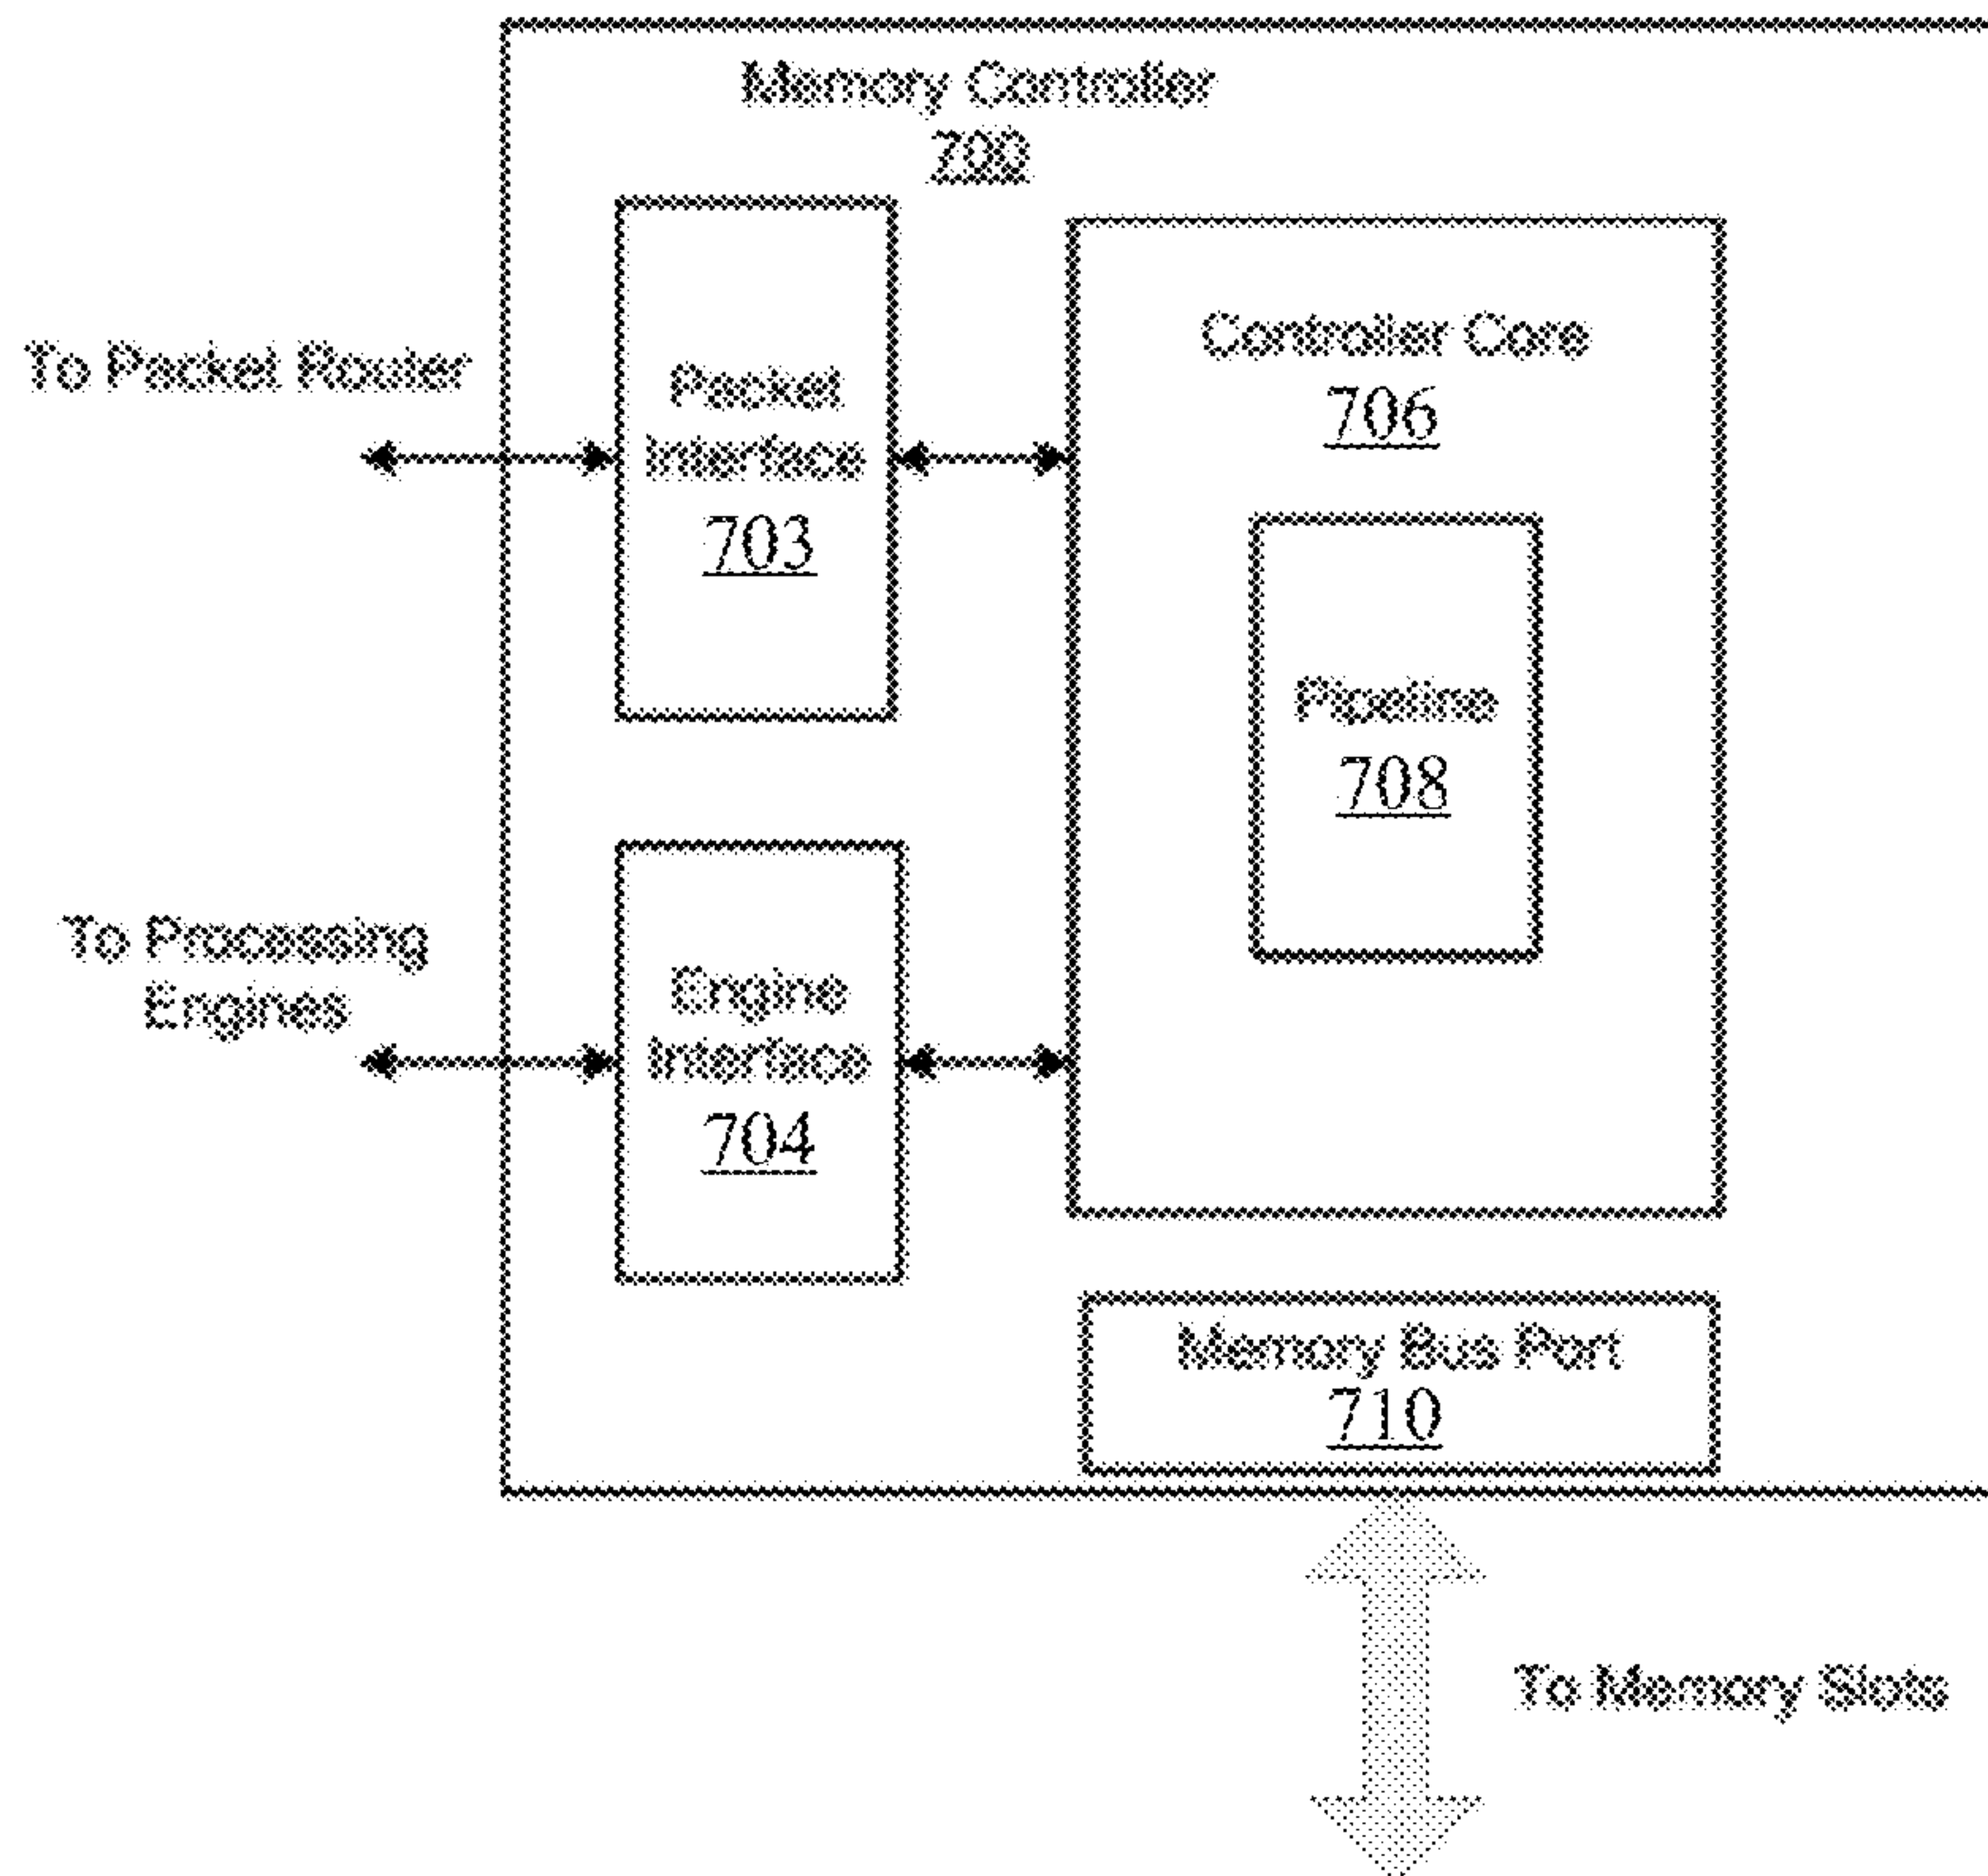 Memory Controller
700
To Packet Router
Packet
Interface
703
Controller Core
706
Pipeline
708
To Processing
Engines
Engine
Interface
704
Memory Bus Port
710
To Memory Slots